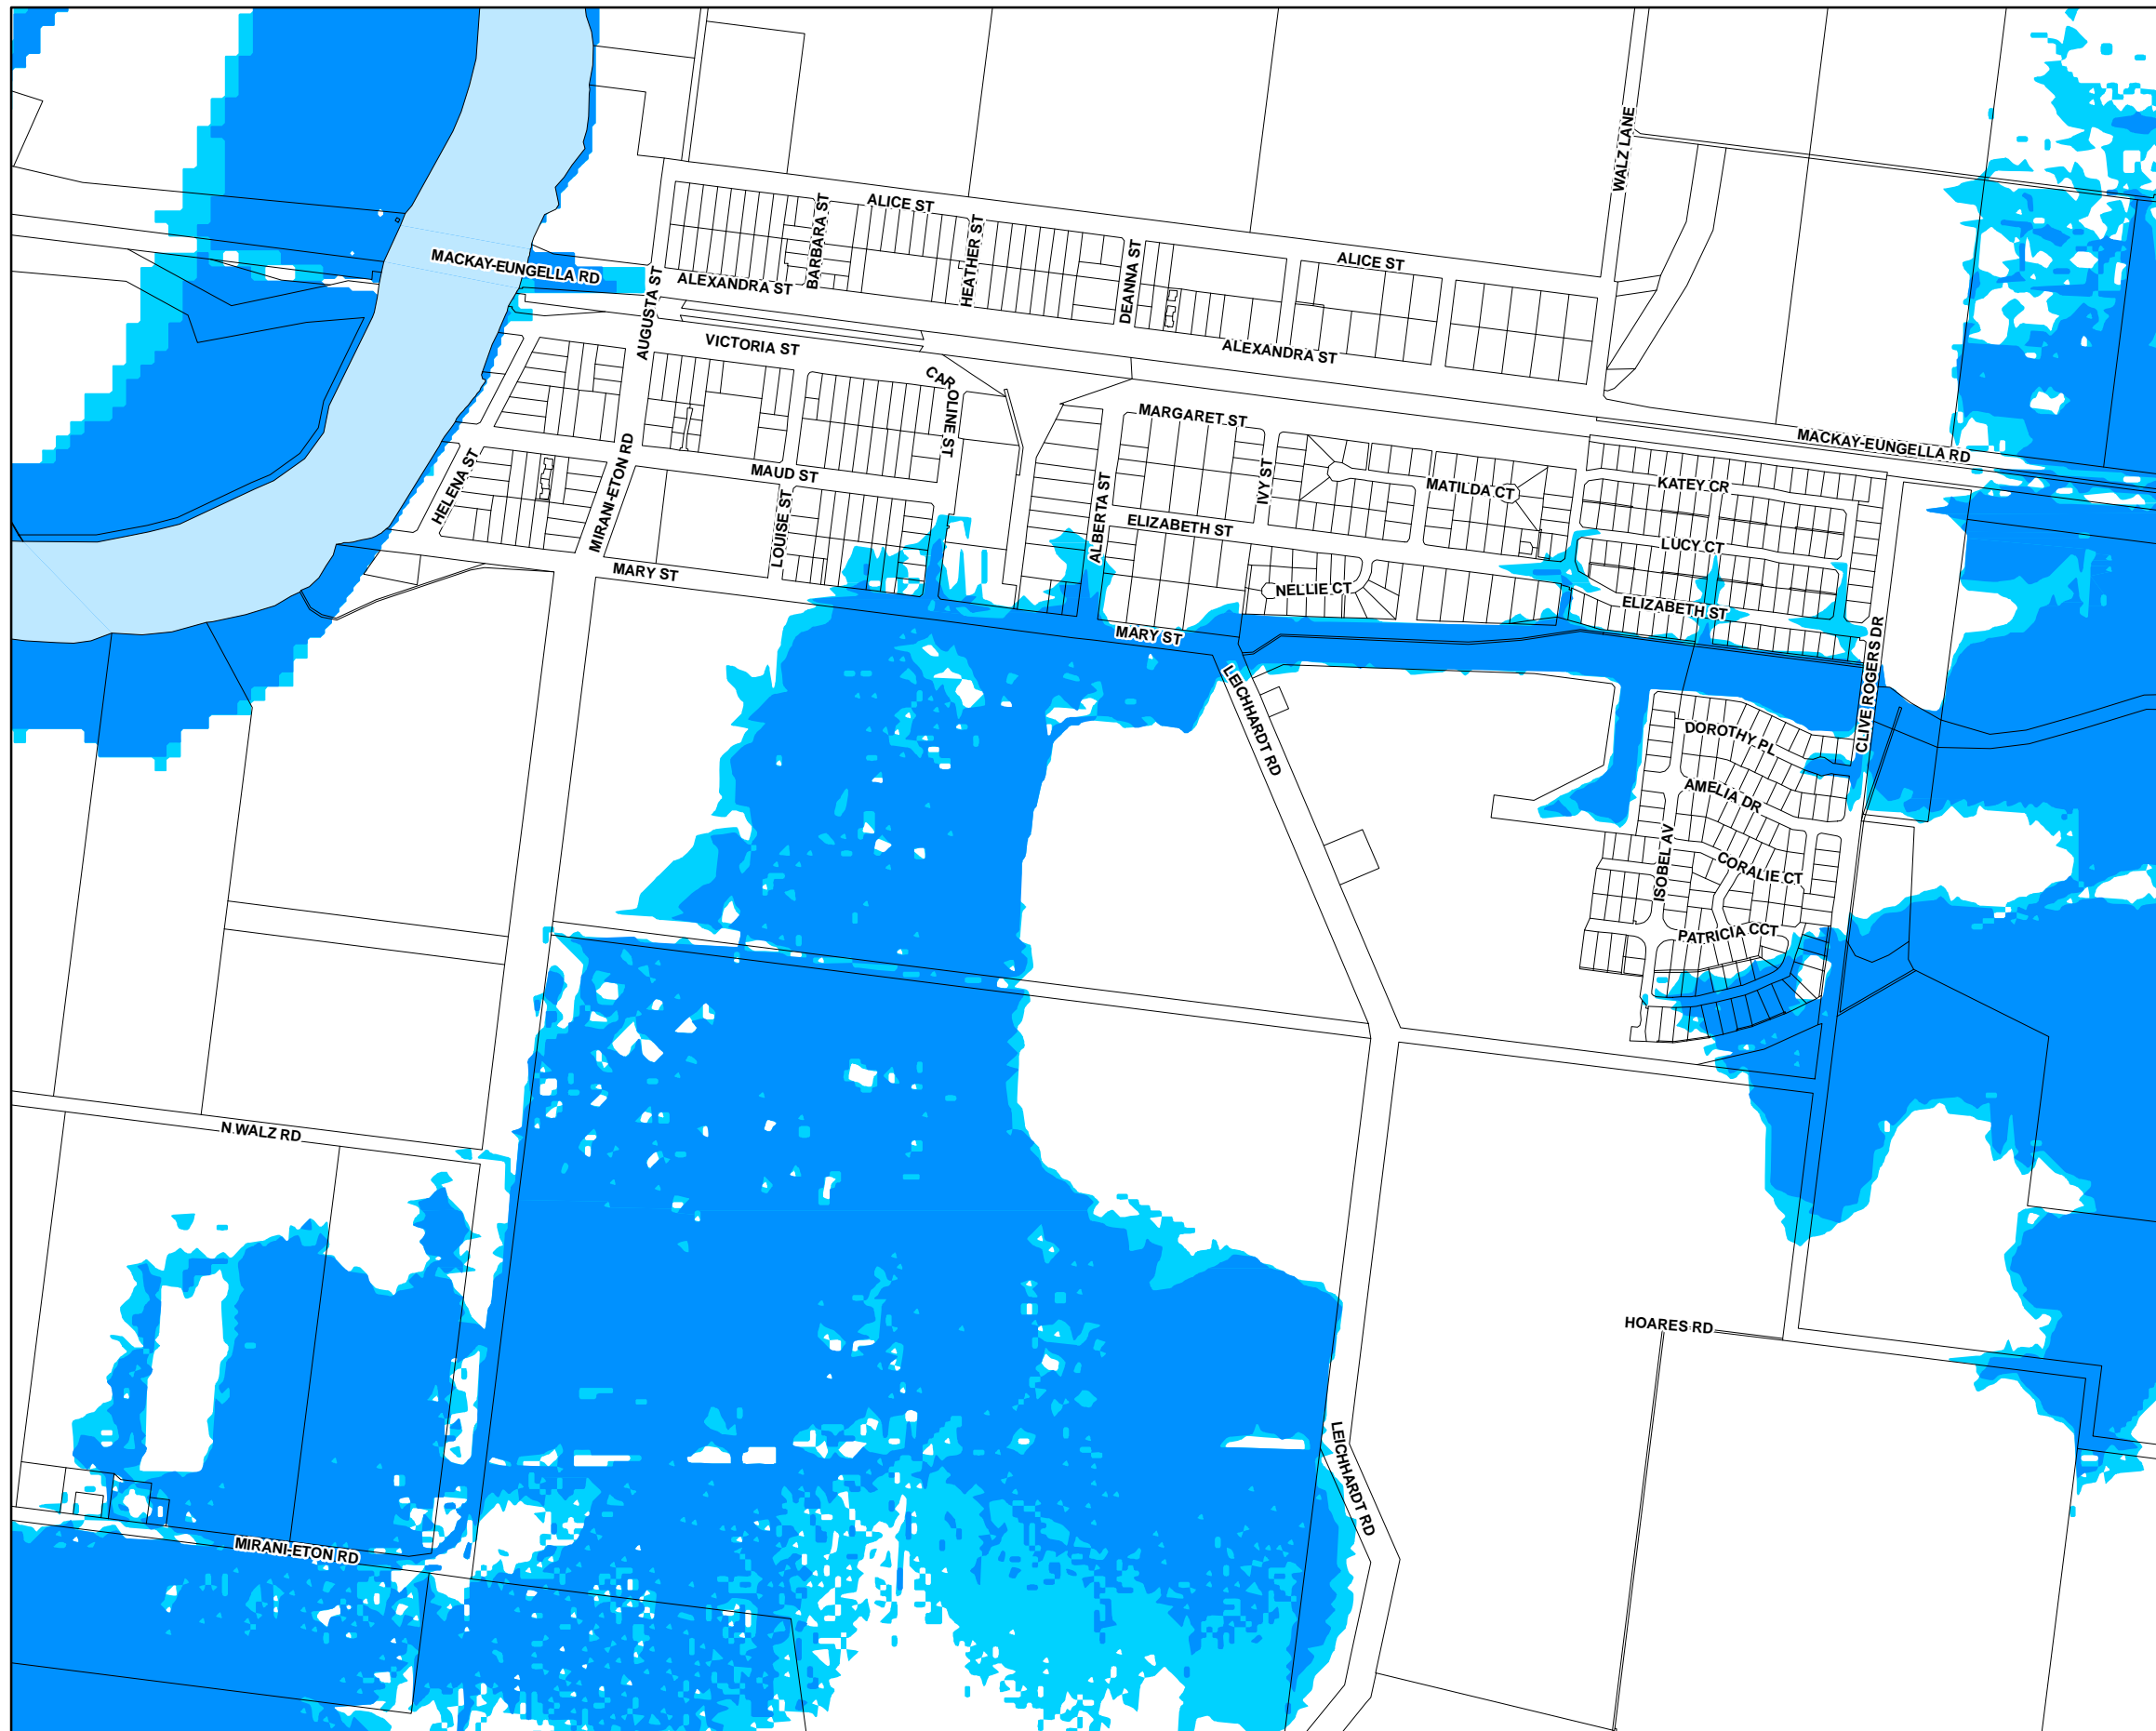 WALZ LANE
ALICE ST
BARBARA ST
HEATHER ST
DEANNA ST
ALICE ST
MACKAY-EUNGELLA RD
ALEXANDRA ST
AUGUSTA ST
VICTORIA ST
ALEXANDRA ST
CAROLINE ST
MARGARET ST
MACKAY-EUNGELLA RD
HELENA ST
MIRANI-ETON RD
MAUD ST
LOUISE ST
ALBERTA ST
IVY ST
MATILDA CT
KATEY CR
ELIZABETH ST
LUCY CT
MARY ST
NELLIE CT
ELIZABETH ST
MARY ST
CLIVE ROGERS DR
LEICHHARDT RD
DOROTHY PL
AMELIA DR
ISOBEL AV
CORALIE CT
PATRICIA CCT
N WALZ RD
HOARES RD
LEICHHARDT RD
MIRANI-ETON RD